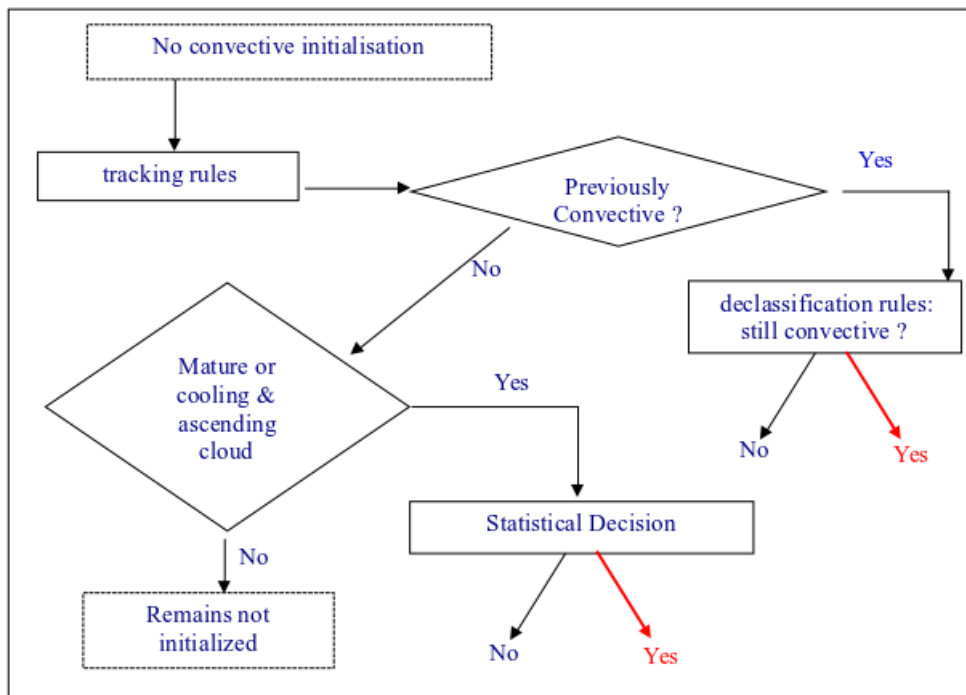 No convective initialisation
tracking rules
Previously
Convective ?
Yes
No
declassification rules:
still convective ?
Mature or
cooling &
ascending
cloud
Yes
No
Yes
Statistical Decision
No
Remains not
initialized
No
Yes